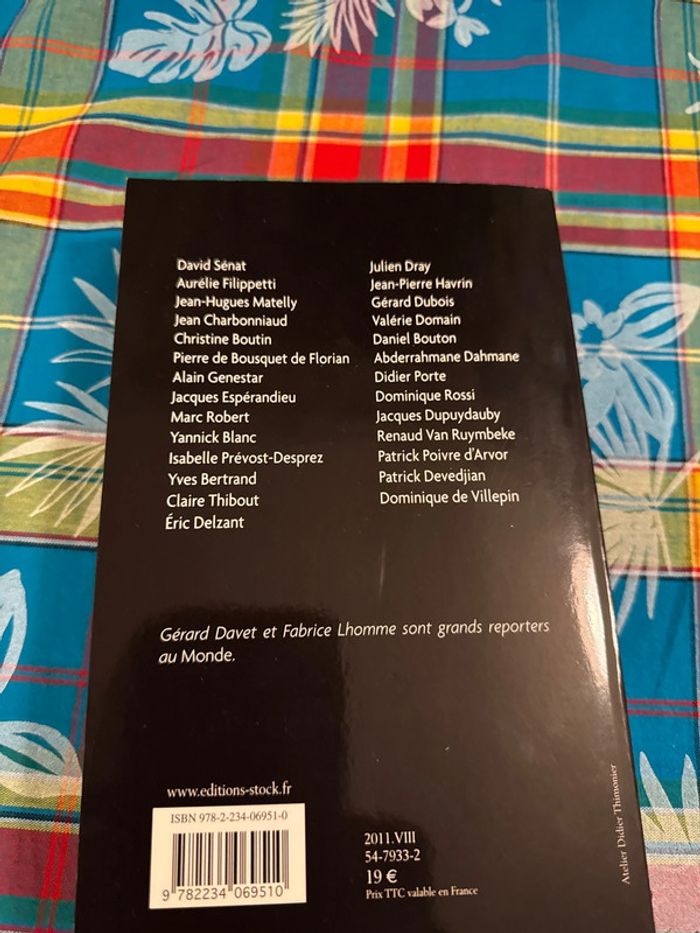 David Sénat
Aurélie Filippetti
Jean-Hugues Matelly
Jean Charbonniaud
Christine Boutin
Pierre de Bousquet de Florian
Alain Genestar
Jacques Espérandieu
Marc Robert
Yannick Blanc
Isabelle Prévost-Desprez
Yves Bertrand
Claire Thibout
Éric Delzant
Julien Dray
Jean-Pierre Havrin
Gérard Dubois
Valérie Domain
Daniel Bouton
Abderrahmane Dahmane
Didier Porte
Dominique Rossi
Jacques Dupuydauby
Renaud Van Ruymbeke
Patrick Poivre d'Arvor
Patrick Devedjian
Dominique de Villepin
Gérard Davet et Fabrice Lhomme sont grands reporters
au Monde.
www.editions-stock.fr
ISBN 978-2-234-06951-0
9 782234 069510
2011.VIII
54-7933-2
19 €
Prix TTC valable en France
Atelier Didier Thimonier